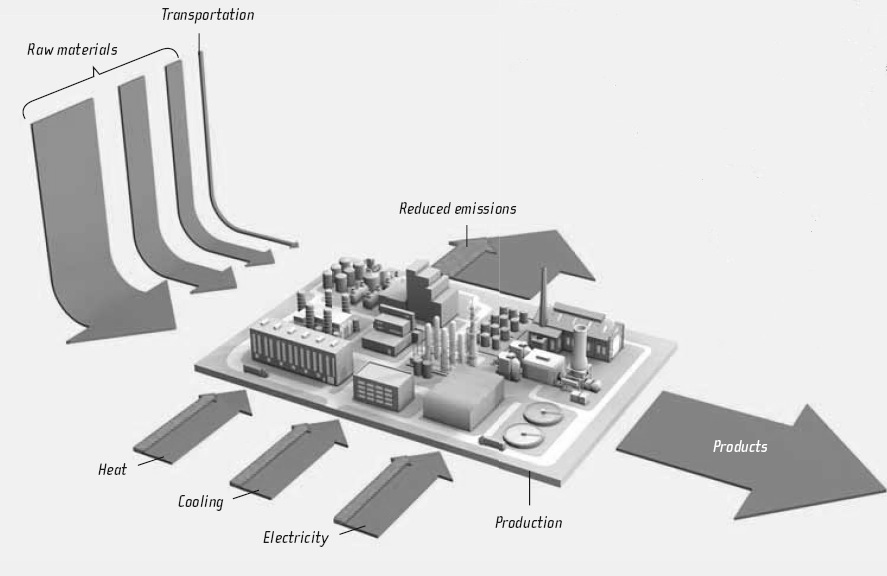 Transportation
Raw materials
Reduced emissions
Products
Heat
Cooling
Production
Electricity